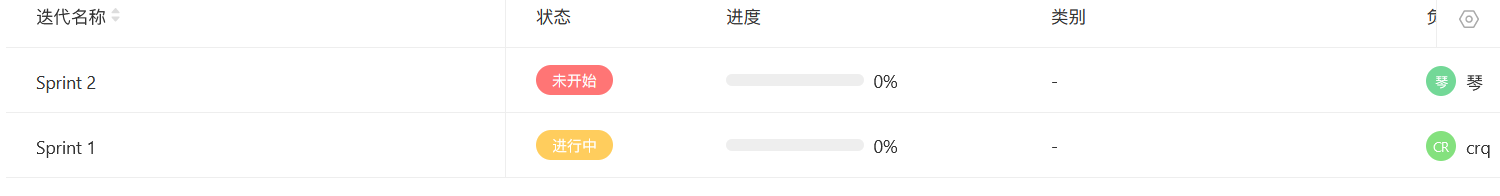 迭代名称 状态 进度 类别
Sprint 2 未开始 0% - 琴 琴
Sprint 1 进行中 0% - CR crq